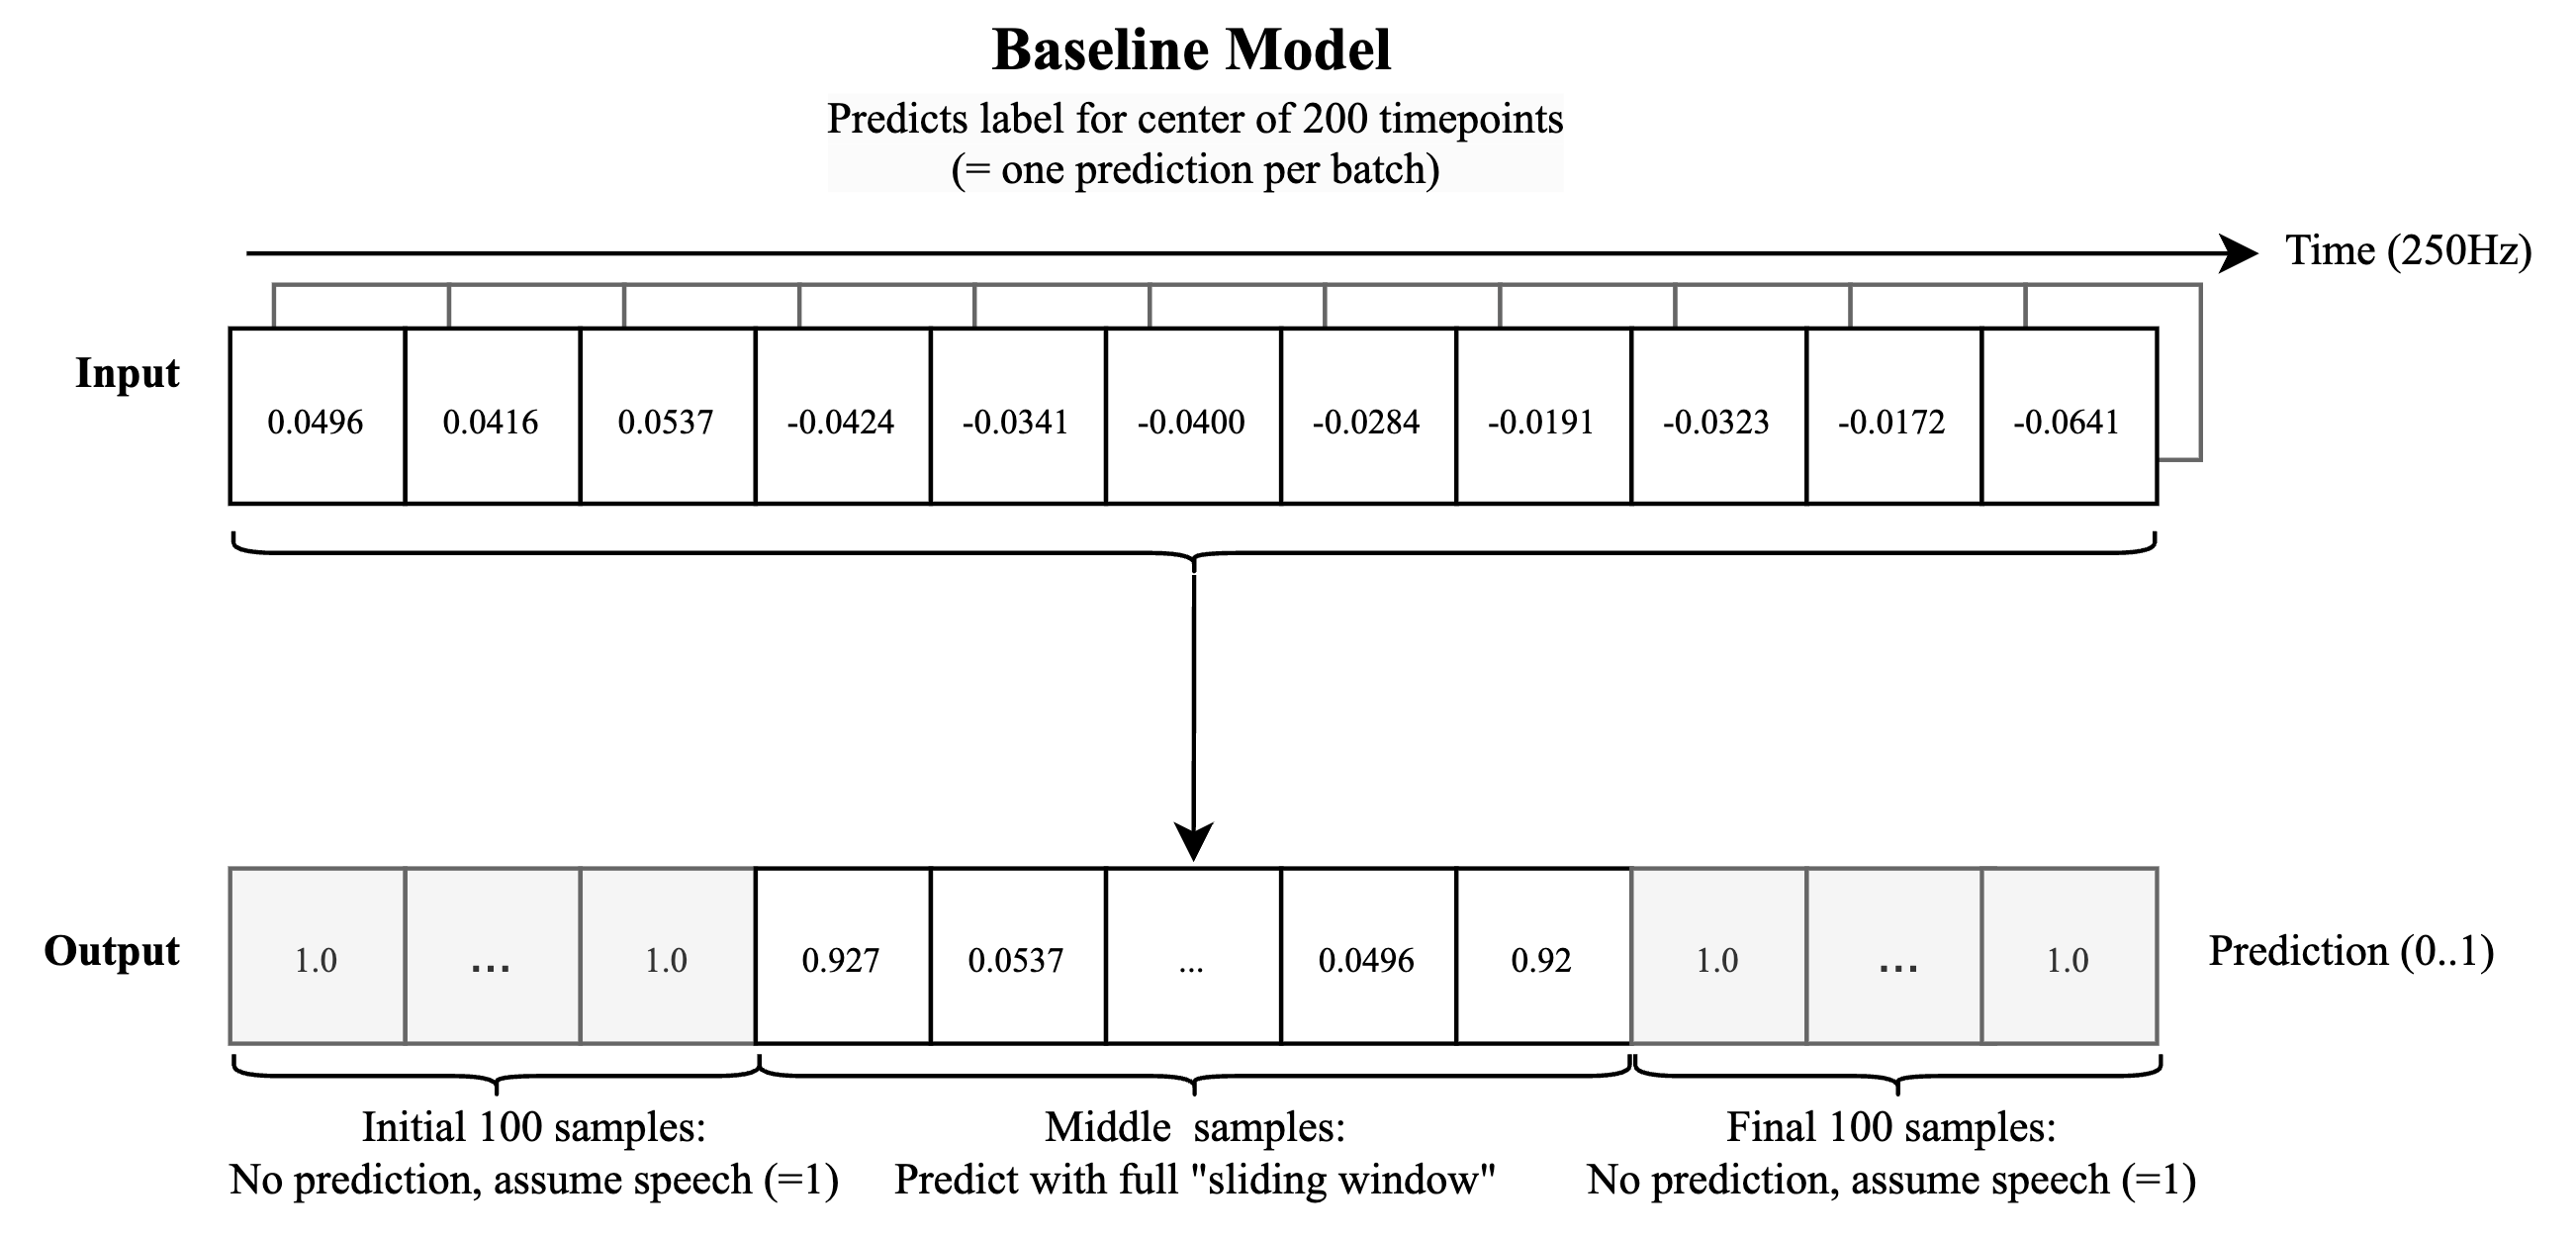 Baseline Model
Predicts label for center of 200 timepoints
(= one prediction per batch)
Time (250Hz)
Input
0.0496 0.0416 0.0537 -0.0424 -0.0341 -0.0400 -0.0284 -0.0191 -0.0323 -0.0172 -0.0641
Output
1.0 ... 1.0 0.927 0.0537 ... 0.0496 0.92 1.0 ... 1.0
Prediction (0..1)
Initial 100 samples:
No prediction, assume speech (=1)
Middle samples:
Predict with full "sliding window"
Final 100 samples:
No prediction, assume speech (=1)